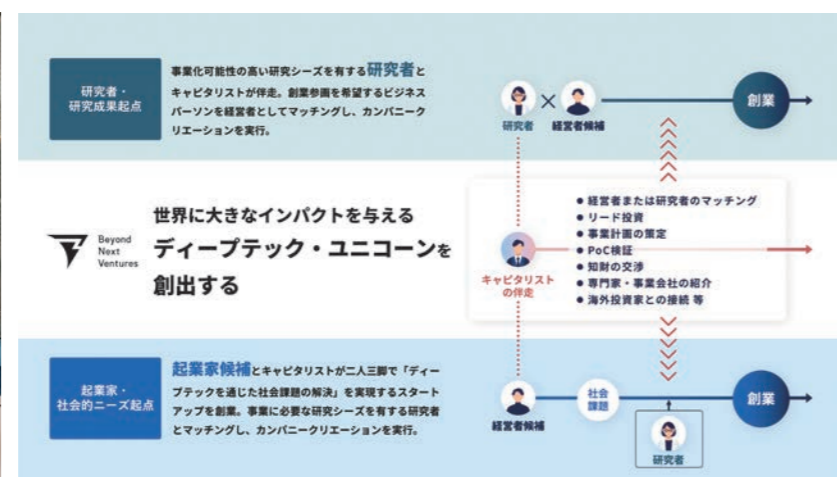 研究者・
研究成果起点
事業化可能性の高い研究シーズを有する研究者と
キャピタリストが伴走。創業参画を希望するビジネス
パーソンを経営者としてマッチングし、カンパニーク
リエーションを実行。
研究者
×
経営者候補
創業
Beyond
Next
Ventures
世界に大きなインパクトを与える
ディープテック・ユニコーンを
創出する
キャピタリスト
の伴走
● 経営者または研究者のマッチング
● リード投資
● 事業計画の策定
● PoC検証
● 知財の交渉
● 専門家・事業会社の紹介
● 海外投資家との接続 等
起業家・
社会的ニーズ起点
起業家候補とキャピタリストが二人三脚で「ディー
プテックを通じた社会課題の解決」を実現するスタート
アップを創業。事業に必要な研究シーズを有する研究者
とマッチングし、カンパニークリエーションを実行。
経営者候補
社会
課題
創業
研究者